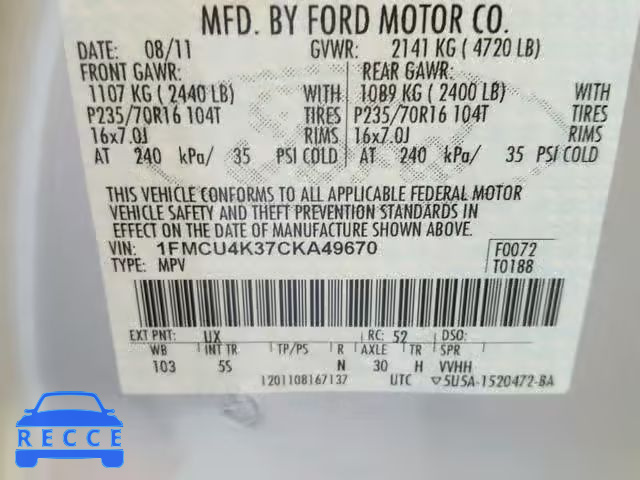 MFD. BY FORD MOTOR CO.
DATE: 08/11 GVWR: 2141 KG ( 4720 LB)
FRONT GAWR: REAR GAWR:
1107 KG ( 2440 LB) WITH 1089 KG ( 2400 LB) WITH
P235/70R16 104T TIRES P235/70R16 104T TIRES
16x7.0J RIMS 16x7.0J RIMS
AT 240 kPa/ 35 PSI COLD AT 240 kPa/ 35 PSI COLD
THIS VEHICLE CONFORMS TO ALL APPLICABLE FEDERAL MOTOR
VEHICLE SAFETY AND THEFT PREVENTION STANDARDS IN
EFFECT ON THE DATE OF MANUFACTURE SHOWN ABOVE.
VIN: 1FMCU4K37CKA49670 F0072
TYPE: MPV T0188
EXT PNT: UX RC: 52 DSO:
WB INT TR TP/PS R AXLE TR SPR
103 5S N 30 H VVHH
1201108167137 UTC ▽5U5A-1520472-BA
RECCE